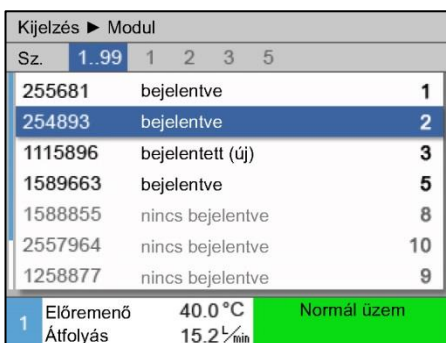 Kijelzés ► Modul
Sz. 1..99 1 2 3 5
255681 bejelentve 1
254893 bejelentve 2
1115896 bejelentett (új) 3
1589663 bejelentve 5
1588855 nincs bejelentve 8
2557964 nincs bejelentve 10
1258877 nincs bejelentve 9
1 Előremenő 40.0 °C Normál üzem
Átfolyás 15.2 L/min